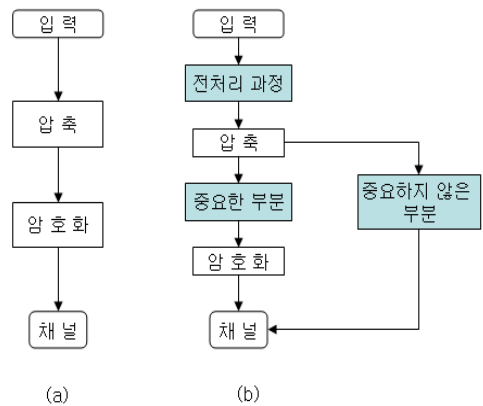 입 력
압 축
암 호 화
채 널
(a)
입 력
전처리 과정
압 축
중요한 부분
중요하지 않은
부분
암 호 화
채 널
(b)